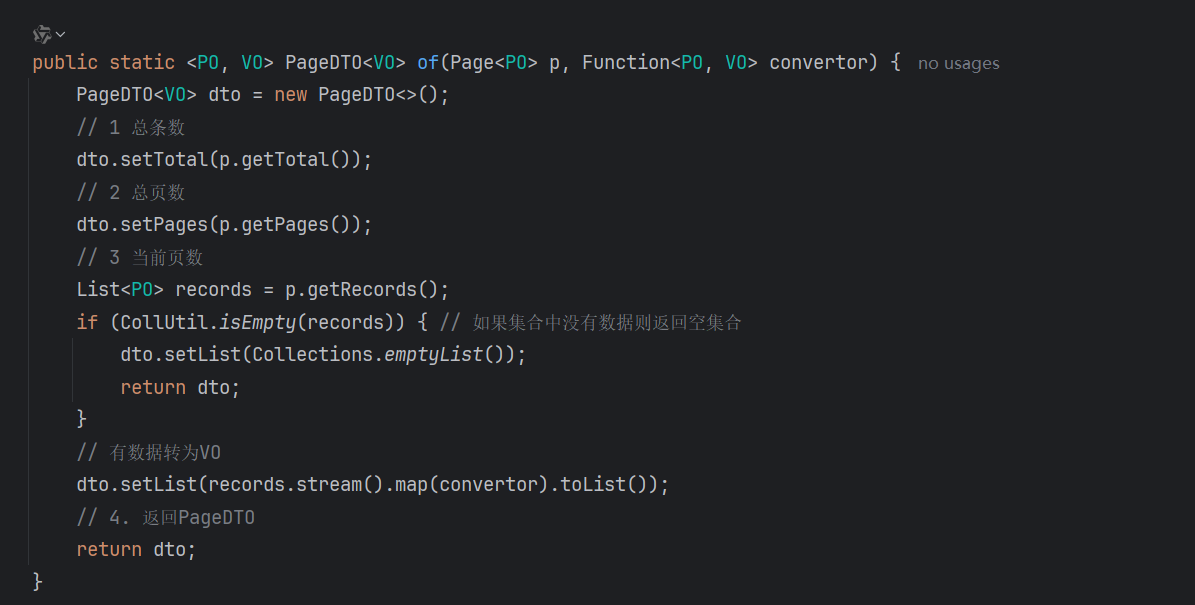 public static <PO, VO> PageDTO<VO> of(Page<PO> p, Function<PO, VO> convertor) { no usages
PageDTO<VO> dto = new PageDTO<>();
// 1 总条数
dto.setTotal(p.getTotal());
// 2 总页数
dto.setPages(p.getPages());
// 3 当前页数
List<PO> records = p.getRecords();
if (CollUtil.isEmpty(records)) { // 如果集合中没有数据则返回空集合
dto.setList(Collections.emptyList());
return dto;
}
// 有数据转为VO
dto.setList(records.stream().map(convertor).toList());
// 4. 返回PageDTO
return dto;
}